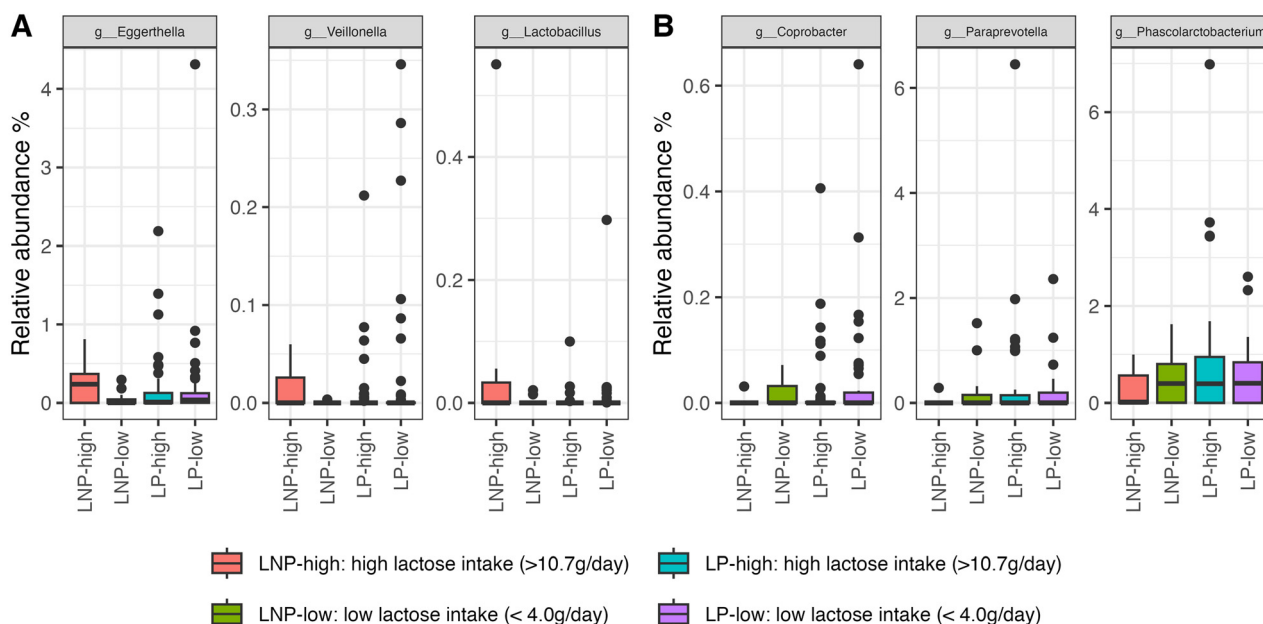 A
B
g__Eggerthella
g__Veillonella
g__Lactobacillus
g__Coprobacter
g__Paraprevotella
g__Phascolarctobacterium
Relative abundance %
4
3
2
1
0
0.3
0.2
0.1
0.0
0.4
0.2
0.0
Relative abundance %
0.6
0.4
0.2
0.0
6
4
2
0
6
4
2
0
LNP-high
LNP-low
LP-high
LP-low
LNP-high
LNP-low
LP-high
LP-low
LNP-high
LNP-low
LP-high
LP-low
LNP-high
LNP-low
LP-high
LP-low
LNP-high
LNP-low
LP-high
LP-low
LNP-high
LNP-low
LP-high
LP-low
LNP-high: high lactose intake (>10.7g/day)
LP-high: high lactose intake (>10.7g/day)
LNP-low: low lactose intake (< 4.0g/day)
LP-low: low lactose intake (< 4.0g/day)